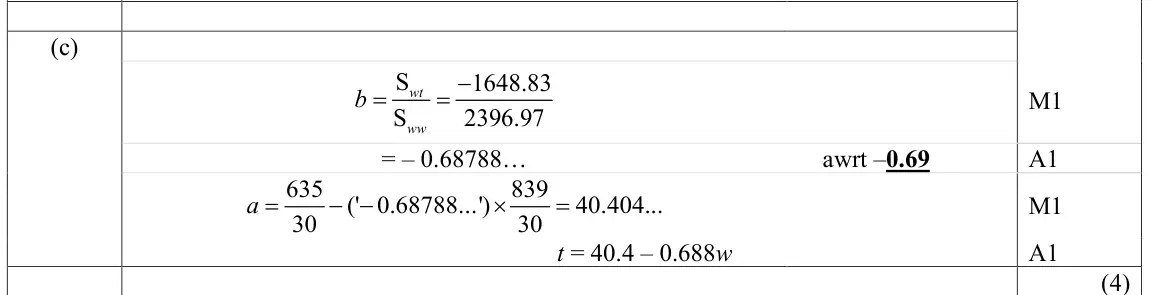 (c)
b = S_wt / S_ww = −1648.83 / 2396.97 M1
= – 0.68788… awrt –0.69 A1
a = 635/30 − ('− 0.68788...') × 839/30 = 40.404... M1
t = 40.4 – 0.688w A1
(4)